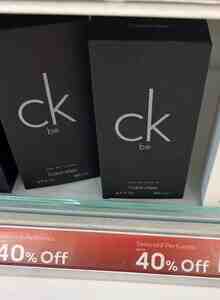 ck
be
Calvin Klein
ck
be
Calvin Klein
Selected Perfumes
40% Off
Selected Perfumes
40% Off